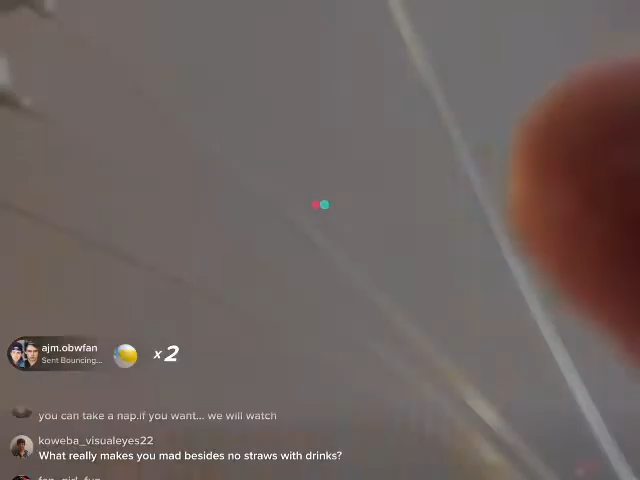 ajm.obwfan
Sent Bouncing...
x2
you can take a nap.if you want... we will watch
koweba_visualeyes22
What really makes you mad besides no straws with drinks?